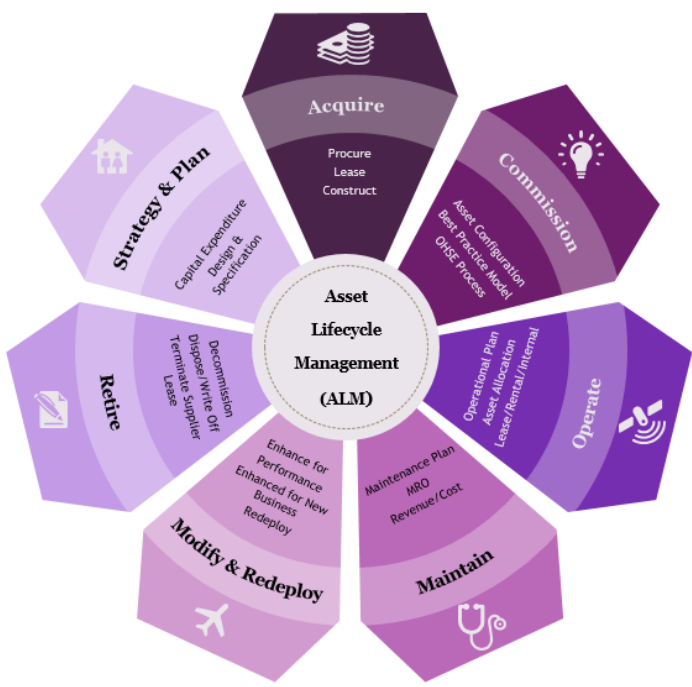 Acquire
Procure
Lease
Construct
Commission
Asset Configuration
Best Practice Model
OHSE Process
Operate
Operational Plan
Asset Allocation
Lease/Rental/Internal
Maintain
Maintenance Plan
MRO
Revenue/Cost
Modify & Redeploy
Enhance for
Performance
Enhanced for New
Business
Redeploy
Retire
Decommission
Dispose/Write Off
Terminate Supplier
Lease
Strategy & Plan
Capital Expenditure
Design &
Specification
Asset
Lifecycle
Management
(ALM)